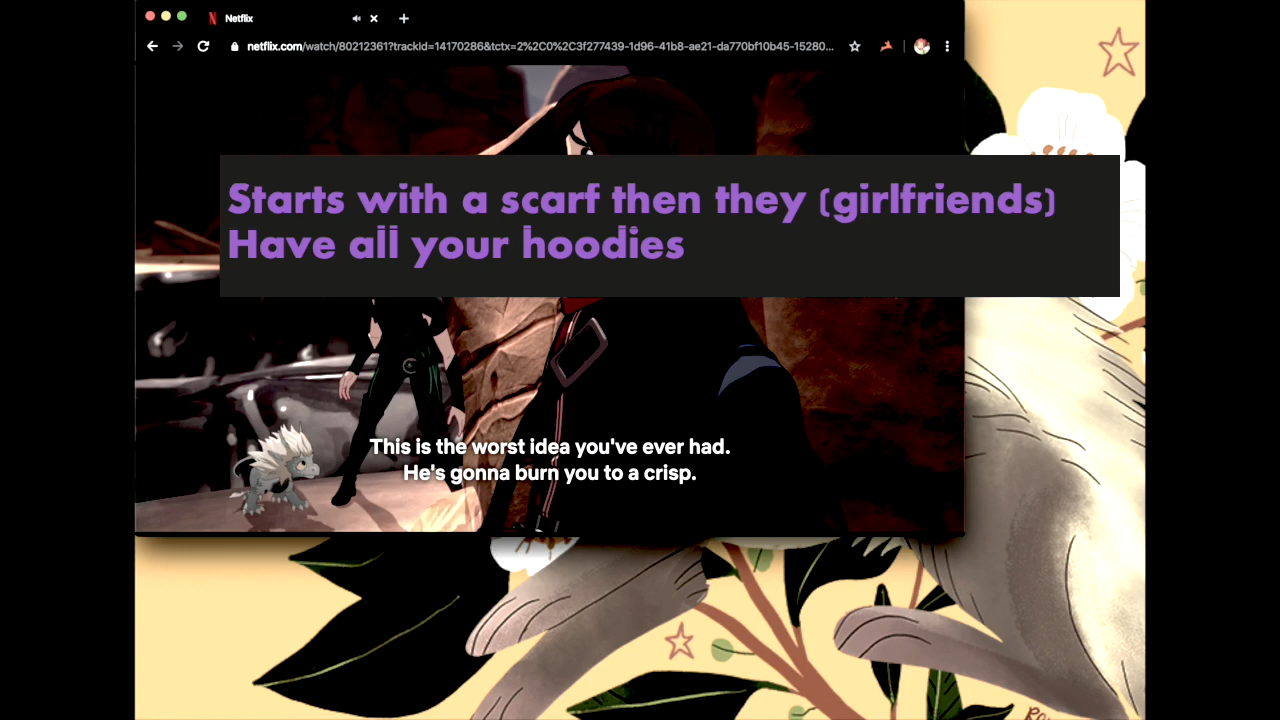 Netflix
netflix.com/watch/80212361?trackId=14170286&tctx=2%2C0%2C3f277439-1d96-41b8-ae21-da770bf10b45-15280...
Starts with a scarf then they (girlfriends)
Have all your hoodies
This is the worst idea you've ever had.
He's gonna burn you to a crisp.